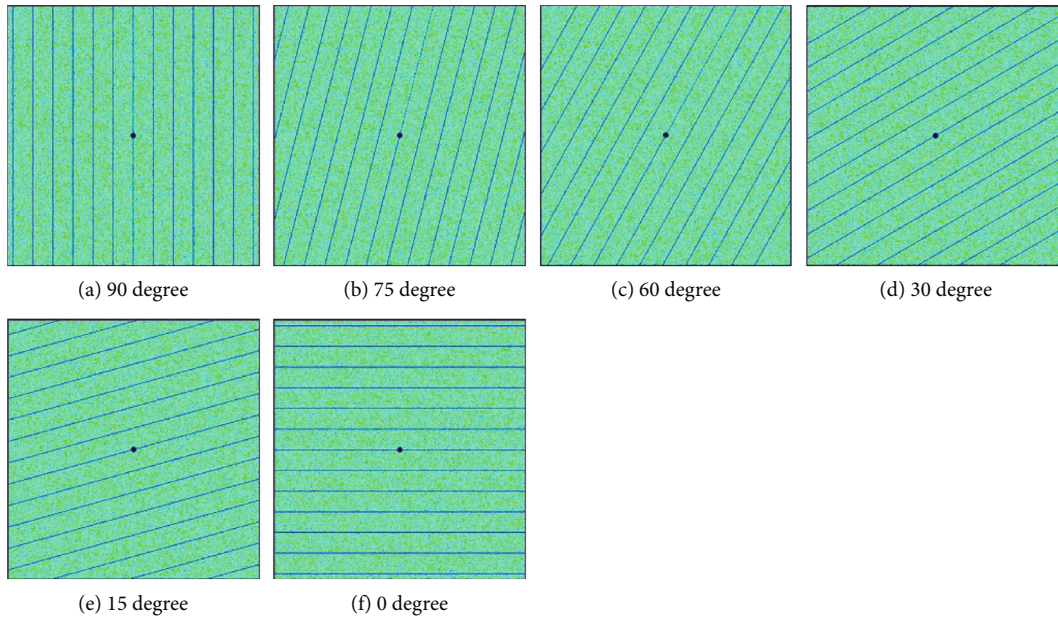 (a) 90 degree
(b) 75 degree
(c) 60 degree
(d) 30 degree
(e) 15 degree
(f) 0 degree